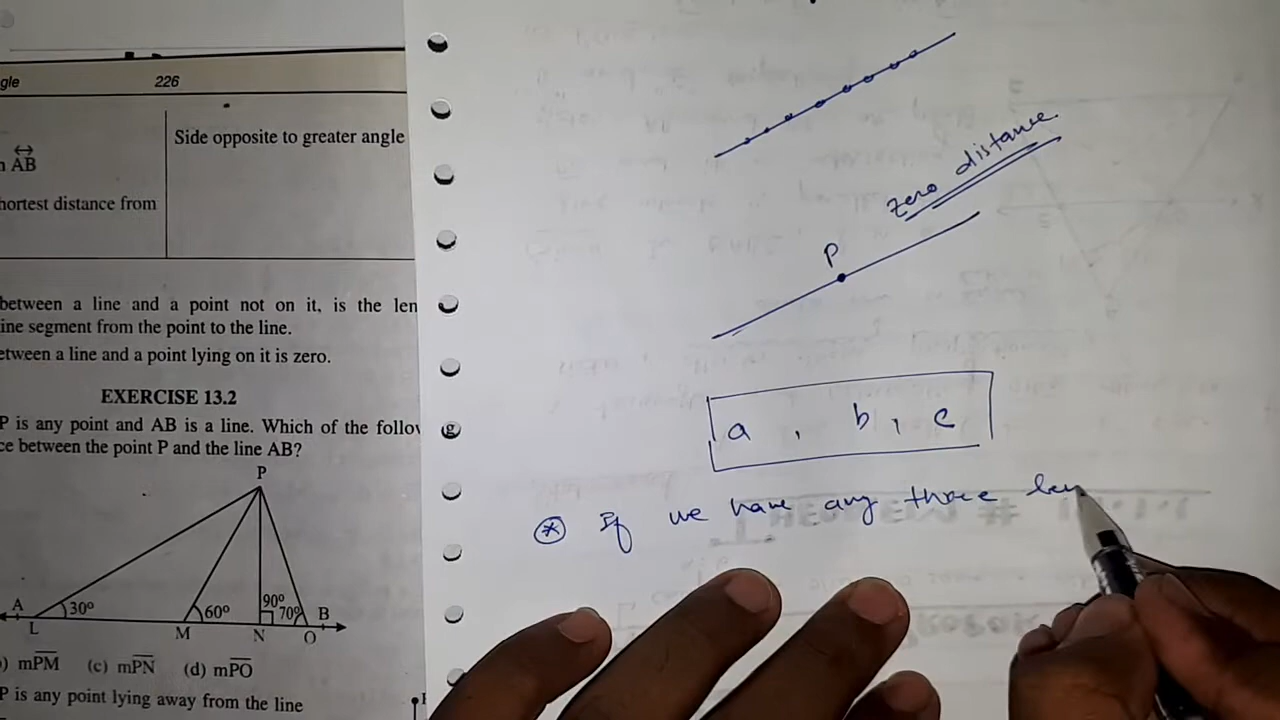 gle 226
AB
Side opposite to greater angle
hortest distance from
between a line and a point not on it, is the len
ine segment from the point to the line.
etween a line and a point lying on it is zero.
EXERCISE 13.2
P is any point and AB is a line. Which of the follow
ce between the point P and the line AB?
P
A 30° 60° 90° 70° B
L M N O
) mPM (c) mPN (d) mPO
P is any point lying away from the line
zero distance
P
a , b , c
If we have any three len